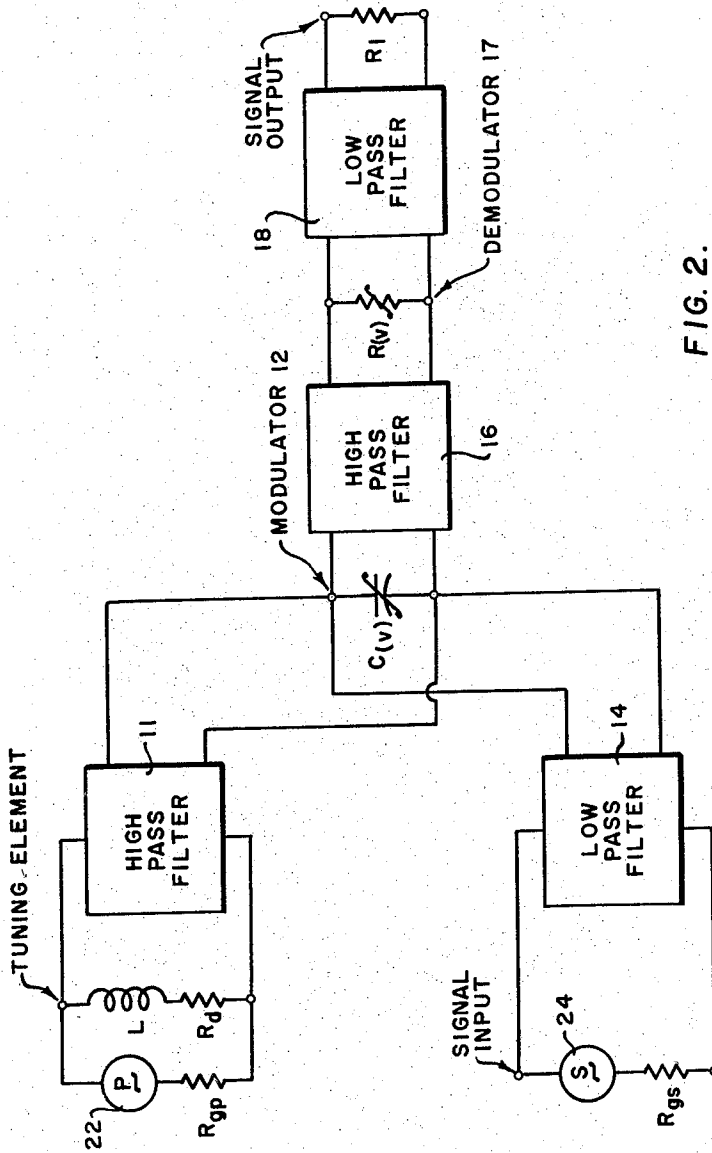 TUNING ELEMENT
22
P
L
Rgp
Rd
HIGH
PASS
FILTER
11
SIGNAL
INPUT
S
24
Rgs
LOW
PASS
FILTER
14
MODULATOR 12
C(v)
HIGH
PASS
FILTER
16
R(v)
DEMODULATOR 17
18
LOW
PASS
FILTER
SIGNAL
OUTPUT
R1
FIG. 2.